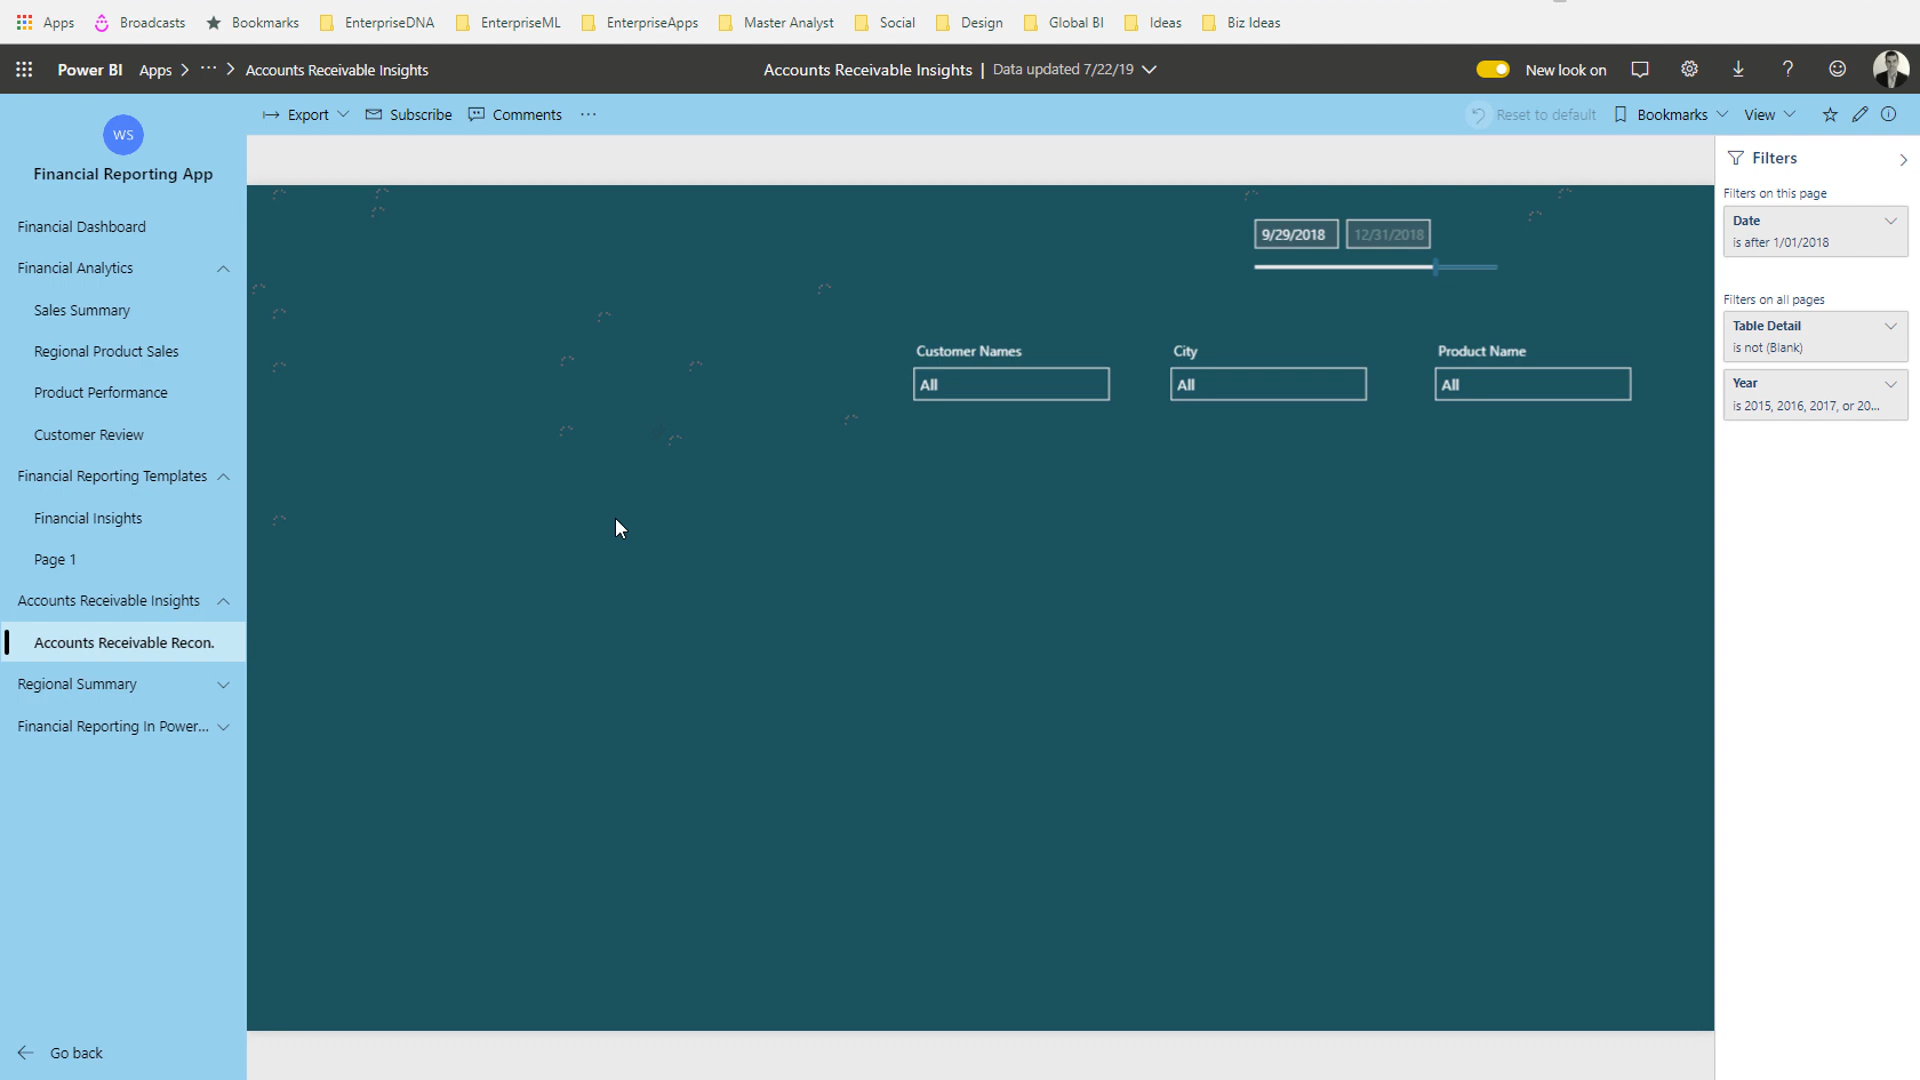 Apps Broadcasts Bookmarks EnterpriseDNA EnterpriseML EnterpriseApps Master Analyst Social Design Global BI Ideas Biz Ideas
Power BI Apps ... Accounts Receivable Insights Accounts Receivable Insights | Data updated 7/22/19 New look on ?
WS
Financial Reporting App
Financial Dashboard
Financial Analytics
Sales Summary
Regional Product Sales
Product Performance
Customer Review
Financial Reporting Templates
Financial Insights
Page 1
Accounts Receivable Insights
Accounts Receivable Recon.
Regional Summary
Financial Reporting In Power...
Go back
Export Subscribe Comments ... Reset to default Bookmarks View
9/29/2018 12/31/2018
Customer Names City Product Name
All All All
Filters
Filters on this page
Date
is after 1/01/2018
Filters on all pages
Table Detail
is not (Blank)
Year
is 2015, 2016, 2017, or 20...